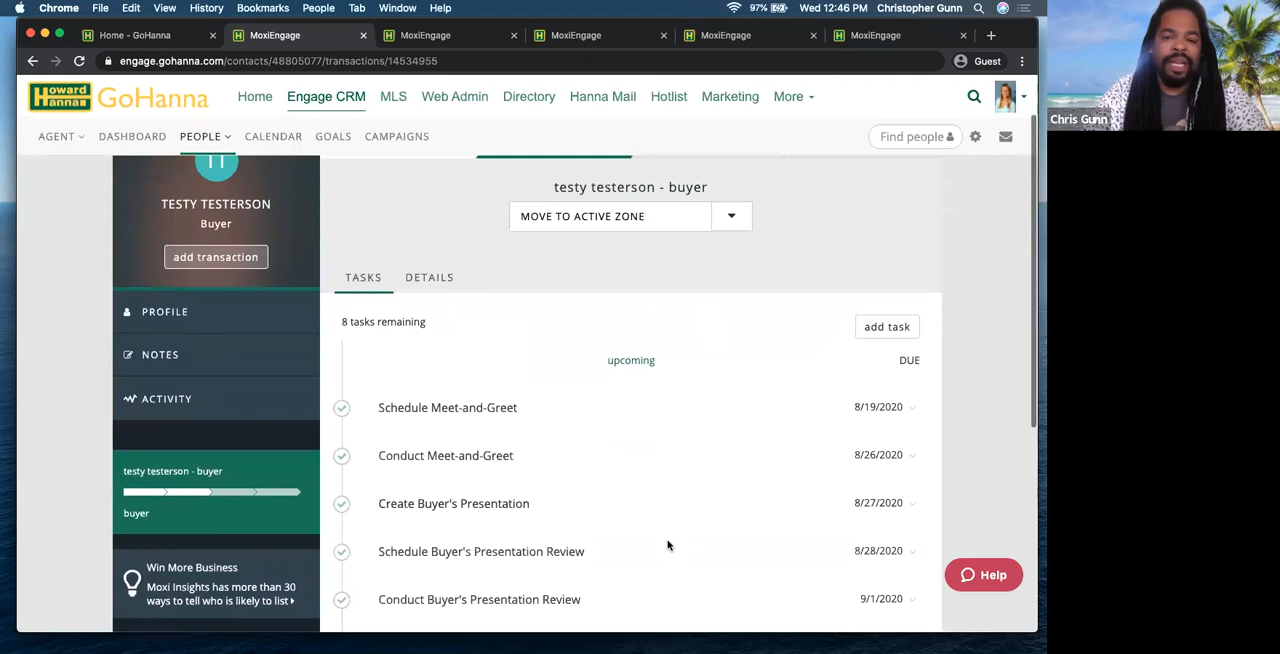 Chrome File Edit View History Bookmarks People Tab Window Help 97% Wed 12:46 PM Christopher Gunn
Home - GoHanna MoxiEngage MoxiEngage MoxiEngage MoxiEngage MoxiEngage
engage.gohanna.com/contacts/48805077/transactions/14534955 Guest
Howard Hanna GoHanna Home Engage CRM MLS Web Admin Directory Hanna Mail Hotlist Marketing More
AGENT DASHBOARD PEOPLE CALENDAR GOALS CAMPAIGNS Find people
Chris Gunn
TT
TESTY TESTERSON
Buyer
add transaction
PROFILE
NOTES
ACTIVITY
testy testerson - buyer
buyer
Win More Business
Moxi Insights has more than 30
ways to tell who is likely to list
testy testerson - buyer
MOVE TO ACTIVE ZONE
TASKS DETAILS
8 tasks remaining add task
upcoming DUE
Schedule Meet-and-Greet 8/19/2020
Conduct Meet-and-Greet 8/26/2020
Create Buyer's Presentation 8/27/2020
Schedule Buyer's Presentation Review 8/28/2020
Conduct Buyer's Presentation Review 9/1/2020
Help